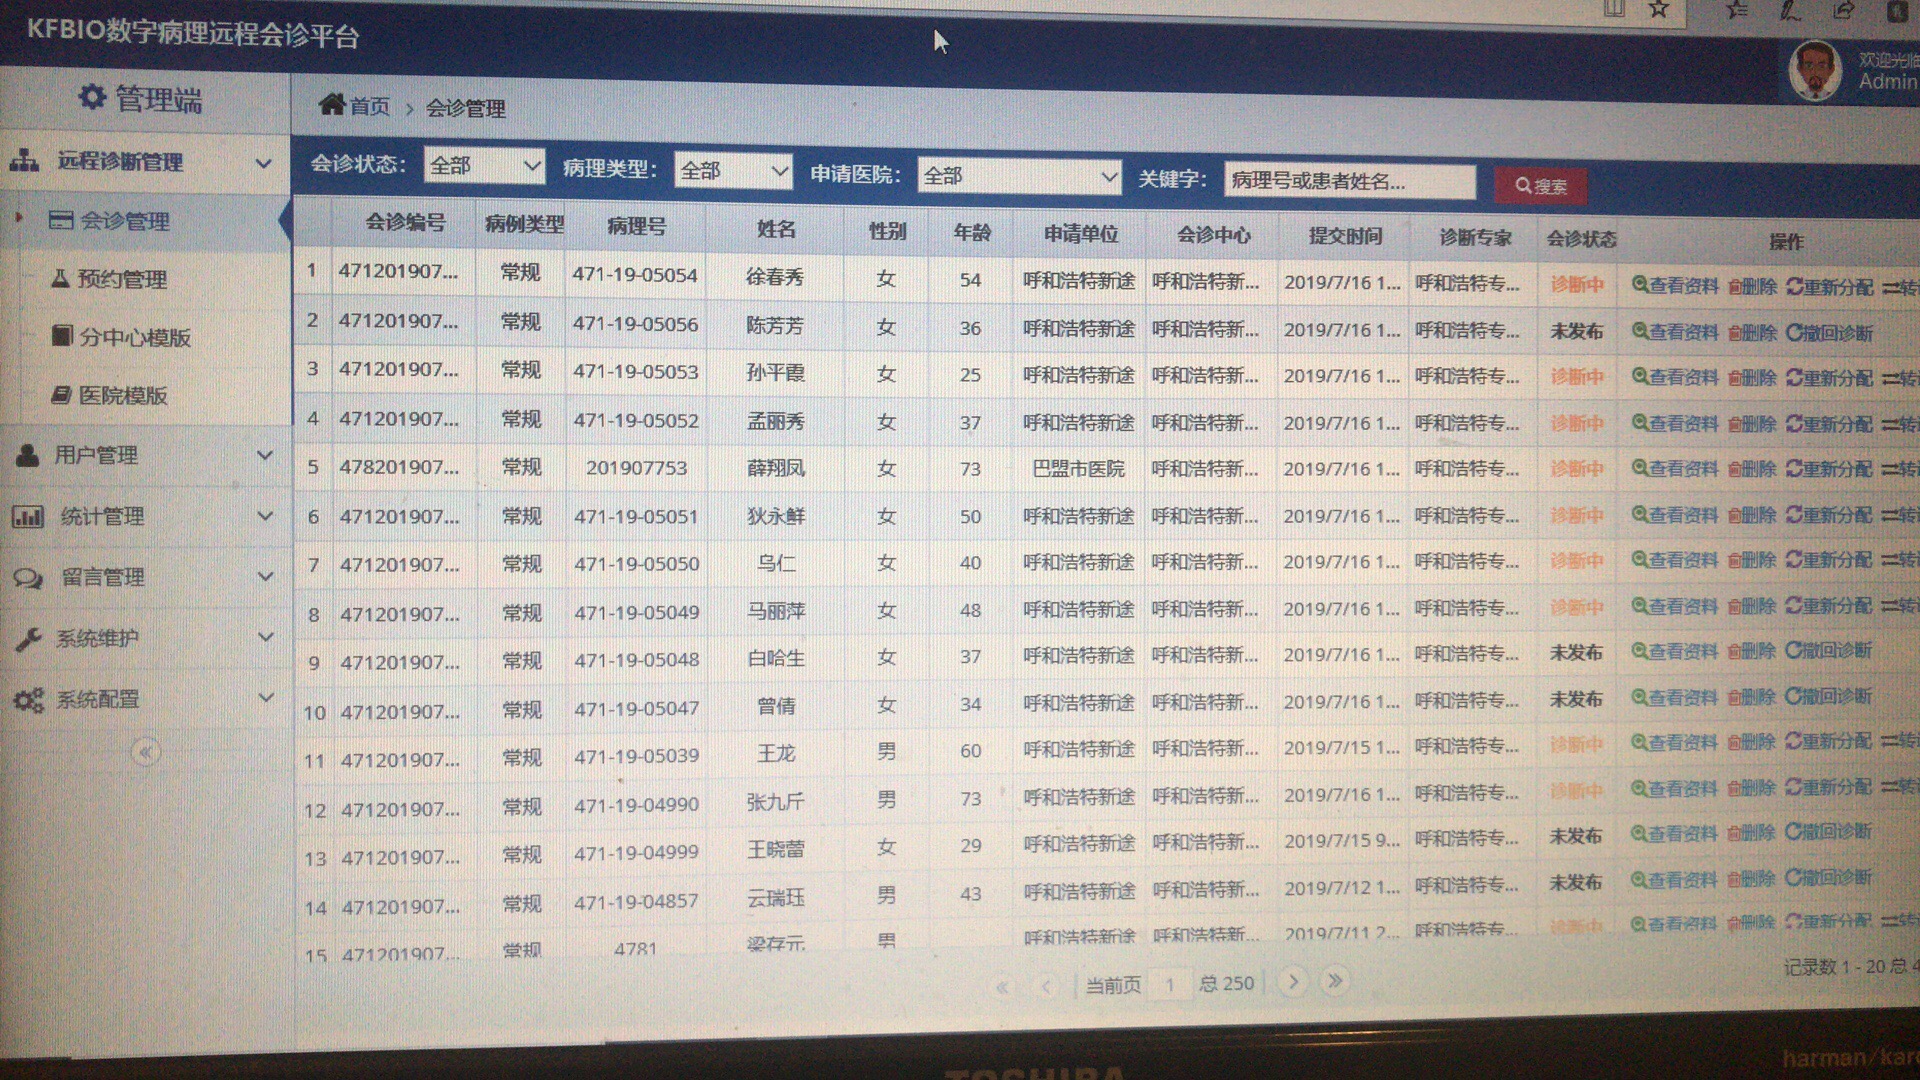 KFBIO数字病理远程会诊平台
欢迎光临
Admin
管理端
首页 > 会诊管理
远程诊断管理
会诊管理
预约管理
分中心模版
医院模版
用户管理
统计管理
留言管理
系统维护
系统配置
会诊状态： 全部 病理类型： 全部 申请医院： 全部 关键字： 病理号或患者姓名... 搜索
会诊编号 病例类型 病理号 姓名 性别 年龄 申请单位 会诊中心 提交时间 诊断专家 会诊状态 操作
1 471201907... 常规 471-19-05054 徐春秀 女 54 呼和浩特新途 呼和浩特新... 2019/7/16 1... 呼和浩特专... 诊断中 查看资料 删除 重新分配 转
2 471201907... 常规 471-19-05056 陈芳芳 女 36 呼和浩特新途 呼和浩特新... 2019/7/16 1... 呼和浩特专... 未发布 查看资料 删除 撤回诊断
3 471201907... 常规 471-19-05053 孙平霞 女 25 呼和浩特新途 呼和浩特新... 2019/7/16 1... 呼和浩特专... 诊断中 查看资料 删除 重新分配 转
4 471201907... 常规 471-19-05052 孟丽秀 女 37 呼和浩特新途 呼和浩特新... 2019/7/16 1... 呼和浩特专... 诊断中 查看资料 删除 重新分配 转
5 478201907... 常规 201907753 薛翔凤 女 73 巴盟市医院 呼和浩特新... 2019/7/16 1... 呼和浩特专... 诊断中 查看资料 删除 重新分配 转
6 471201907... 常规 471-19-05051 狄永鲜 女 50 呼和浩特新途 呼和浩特新... 2019/7/16 1... 呼和浩特专... 诊断中 查看资料 删除 重新分配 转
7 471201907... 常规 471-19-05050 乌仁 女 40 呼和浩特新途 呼和浩特新... 2019/7/16 1... 呼和浩特专... 诊断中 查看资料 删除 重新分配 转
8 471201907... 常规 471-19-05049 马丽萍 女 48 呼和浩特新途 呼和浩特新... 2019/7/16 1... 呼和浩特专... 诊断中 查看资料 删除 重新分配 转
9 471201907... 常规 471-19-05048 白哈生 女 37 呼和浩特新途 呼和浩特新... 2019/7/16 1... 呼和浩特专... 未发布 查看资料 删除 撤回诊断
10 471201907... 常规 471-19-05047 曾倩 女 34 呼和浩特新途 呼和浩特新... 2019/7/16 1... 呼和浩特专... 未发布 查看资料 删除 撤回诊断
11 471201907... 常规 471-19-05039 王龙 男 60 呼和浩特新途 呼和浩特新... 2019/7/15 1... 呼和浩特专... 诊断中 查看资料 删除 重新分配 转
12 471201907... 常规 471-19-04990 张九斤 男 73 呼和浩特新途 呼和浩特新... 2019/7/16 1... 呼和浩特专... 诊断中 查看资料 删除 重新分配 转
13 471201907... 常规 471-19-04999 王晓蕾 女 29 呼和浩特新途 呼和浩特新... 2019/7/15 9... 呼和浩特专... 未发布 查看资料 删除 撤回诊断
14 471201907... 常规 471-19-04857 云瑞珏 男 43 呼和浩特新途 呼和浩特新... 2019/7/12 1... 呼和浩特专... 未发布 查看资料 删除 撤回诊断
15 471201907... 常规 4781 梁存元 男 呼和浩特新途 呼和浩特新... 2019/7/11 2... 呼和浩特专... 诊断中 查看资料 删除 重新分配 转
当前页 1 总 250
记录数 1 - 20 总 4
TOSHIBA
harman/kar